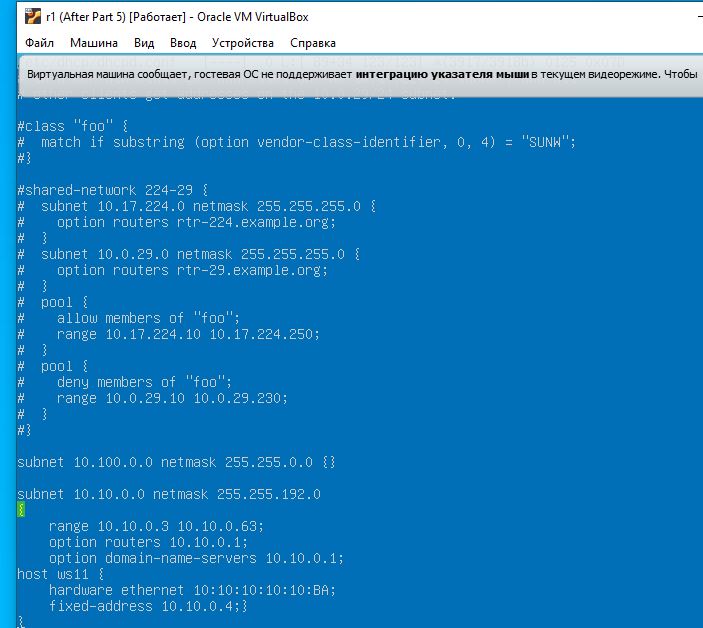 r1 (After Part 5) [Работает] - Oracle VM VirtualBox
Файл Машина Вид Ввод Устройства Справка
Виртуальная машина сообщает, гостевая ОС не поддерживает интеграцию указателя мыши в текущем видеорежиме. Чтобы
# other clients get addresses on the 10.0.29/24 subnet.
#class "foo" {
#  match if substring (option vendor-class-identifier, 0, 4) = "SUNW";
#}
#shared-network 224-29 {
#  subnet 10.17.224.0 netmask 255.255.255.0 {
#    option routers rtr-224.example.org;
#  }
#  subnet 10.0.29.0 netmask 255.255.255.0 {
#    option routers rtr-29.example.org;
#  }
#  pool {
#    allow members of "foo";
#    range 10.17.224.10 10.17.224.250;
#  }
#  pool {
#    deny members of "foo";
#    range 10.0.29.10 10.0.29.230;
#  }
#}
subnet 10.100.0.0 netmask 255.255.0.0 {}
subnet 10.10.0.0 netmask 255.255.192.0
{
    range 10.10.0.3 10.10.0.63;
    option routers 10.10.0.1;
    option domain-name-servers 10.10.0.1;
host ws11 {
    hardware ethernet 10:10:10:10:10:BA;
    fixed-address 10.10.0.4;}